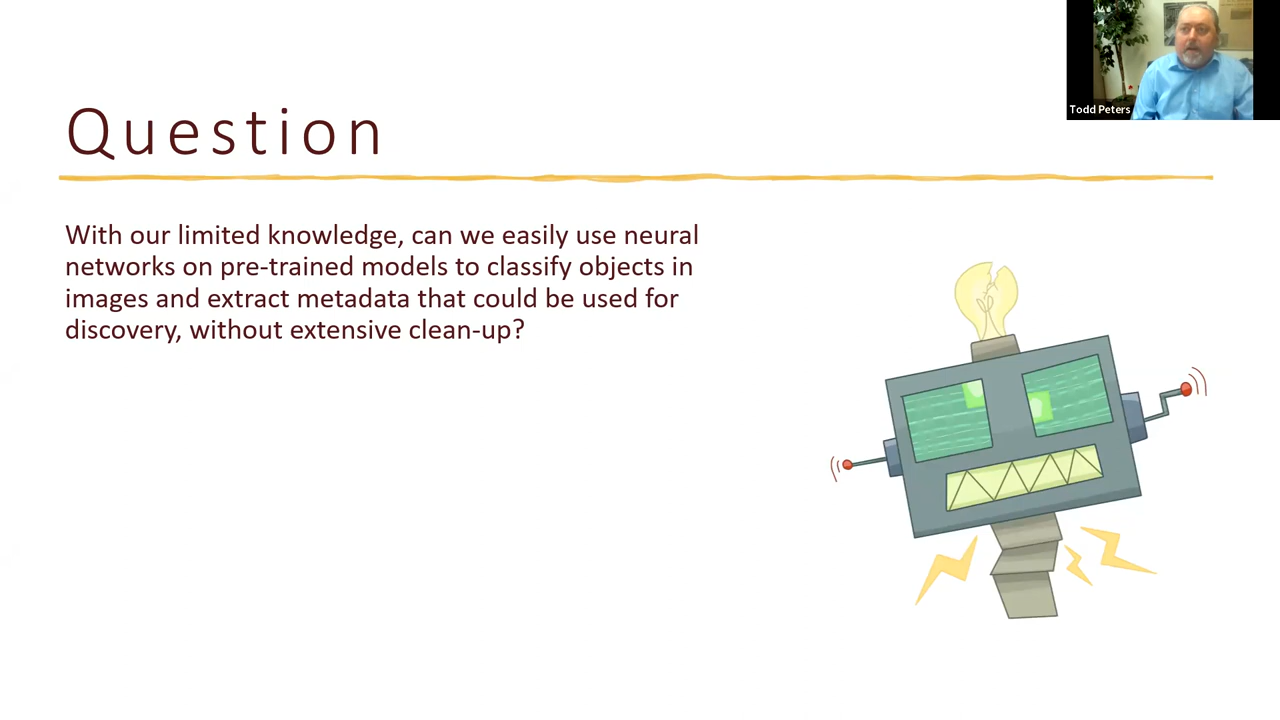 Question
With our limited knowledge, can we easily use neural
networks on pre-trained models to classify objects in
images and extract metadata that could be used for
discovery, without extensive clean-up?
Todd Peters